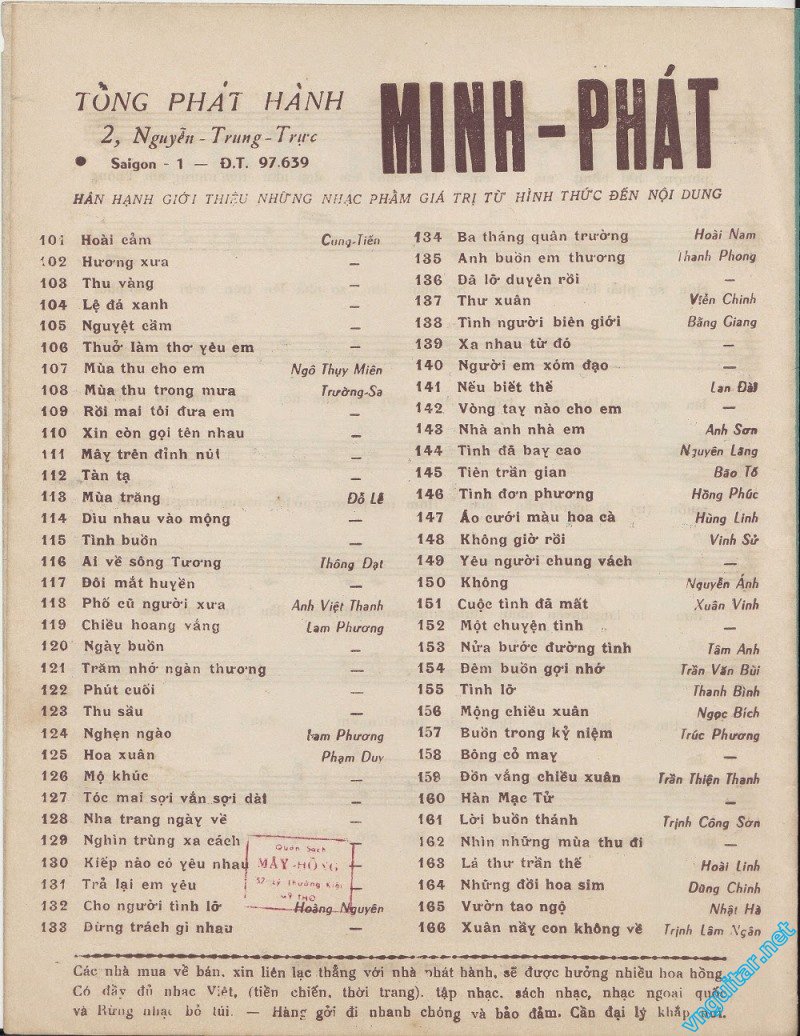 TỔNG PHÁT HÀNH
MINH-PHÁT
2, Nguyễn-Trung-Trực
● Saigon - 1 — Đ.T. 97.639
HÂN HẠNH GIỚI THIỆU NHỮNG NHẠC PHẨM GIÁ TRỊ TỪ HÌNH THỨC ĐẾN NỘI DUNG
101 Hoài cảm Cung-Tiến
102 Hương xưa —
103 Thu vàng —
104 Lệ đá xanh —
105 Nguyệt cầm —
106 Thuở làm thơ yêu em —
107 Mùa thu cho em Ngô Thụy Miên
108 Mùa thu trong mưa Trường-Sa
109 Rồi mai tôi đưa em —
110 Xin còn gọi tên nhau —
111 Mây trên đỉnh núi —
112 Tàn tạ —
113 Mùa trăng Đỗ Lễ
114 Dìu nhau vào mộng —
115 Tình buồn —
116 Ai về sông Tương Thông Đạt
117 Đôi mắt huyền —
118 Phố cũ người xưa Anh Việt Thanh
119 Chiều hoang vắng Lam Phương
120 Ngày buồn —
121 Trăm nhớ ngàn thương —
122 Phút cuối —
123 Thu sầu —
124 Nghẹn ngào Lam Phương
125 Hoa xuân Phạm Duy
126 Mộ khúc —
127 Tóc mai sợi vắn sợi dài —
128 Nha trang ngày về —
129 Nghìn trùng xa cách —
130 Kiếp nào có yêu nhau —
131 Trả lại em yêu —
132 Cho người tình lỡ Hoàng Nguyên
133 Đừng trách gì nhau —
Quán Sách
MÂY-HỒNG
Lý Thường Kiệt
MỸ THO
134 Ba tháng quân trường Hoài Nam
135 Anh buồn em thương Thanh Phong
136 Đã lỡ duyên rồi —
137 Thư xuân Viễn Chinh
138 Tình người biên giới Bằng Giang
139 Xa nhau từ đó —
140 Người em xóm đạo —
141 Nếu biết thế Lan Đài
142 Vòng tay nào cho em —
143 Nhà anh nhà em Anh Sơn
144 Tình đã bay cao Nguyên Lãng
145 Tiên trần gian Bảo Tố
146 Tình đơn phương Hồng Phúc
147 Áo cưới màu hoa cà Hùng Linh
148 Không giờ rồi Vinh Sử
149 Yêu người chung vách —
150 Không Nguyễn Ánh
151 Cuộc tình đã mất Xuân Vinh
152 Một chuyện tình —
153 Nửa bước đường tình Tâm Anh
154 Đêm buồn gợi nhớ Trần Văn Bùi
155 Tình lỡ Thanh Bình
156 Mộng chiều xuân Ngọc Bích
157 Buồn trong kỷ niệm Trúc Phương
158 Bông cỏ may —
159 Đồn vắng chiều xuân Trần Thiện Thanh
160 Hàn Mạc Tử —
161 Lời buồn thánh Trịnh Công Sơn
162 Nhìn những mùa thu đi —
163 Lá thư trần thế Hoài Linh
164 Những đồi hoa sim Dũng Chinh
165 Vườn tao ngộ Nhật Hà
166 Xuân nầy con không về Trịnh Lâm Ngân
Các nhà mua về bán, xin liên lạc thẳng với nhà phát hành, sẽ được hưởng nhiều hoa hồng.
Có đầy đủ nhạc Việt, (tiền chiến, thời trang). tập nhạc, sách nhạc, nhạc ngoại quốc
và Rừng nhạc bỏ túi. — Hàng gởi đi nhanh chóng và bảo đảm. Cần đại lý khắp nơi.
vnguitar.net